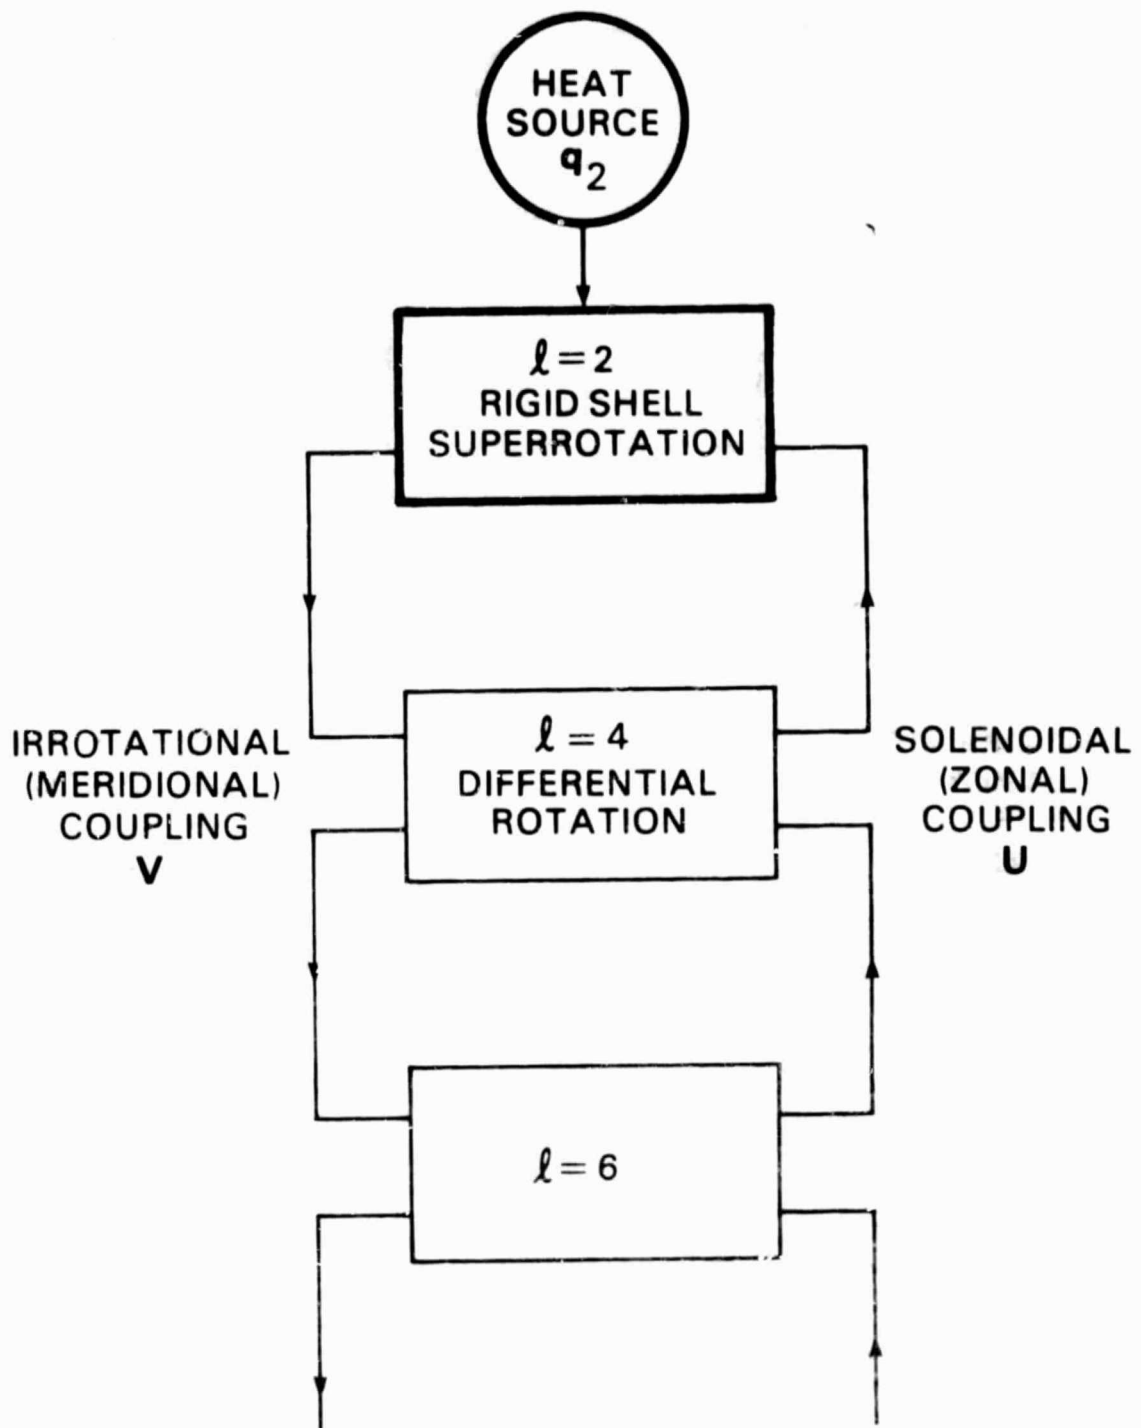 HEAT
SOURCE
q₂
ℓ = 2
RIGID SHELL
SUPERROTATION
IRROTATIONAL
(MERIDIONAL)
COUPLING
V
ℓ = 4
DIFFERENTIAL
ROTATION
SOLENOIDAL
(ZONAL)
COUPLING
U
ℓ = 6